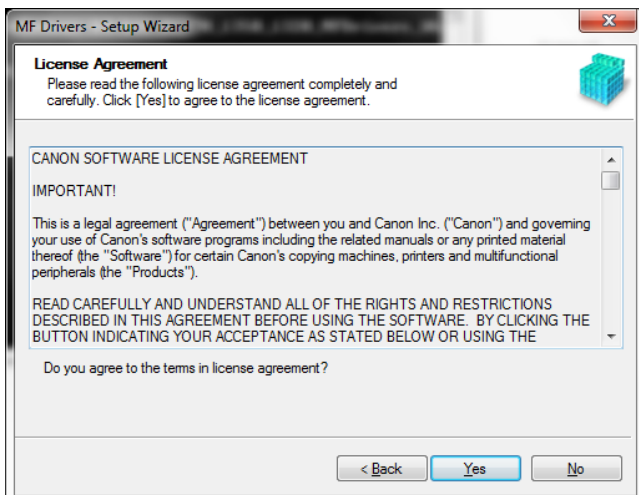 MF Drivers - Setup Wizard
License Agreement
Please read the following license agreement completely and
carefully. Click [Yes] to agree to the license agreement.
CANON SOFTWARE LICENSE AGREEMENT
IMPORTANT!
This is a legal agreement ("Agreement") between you and Canon Inc. ("Canon") and governing
your use of Canon's software programs including the related manuals or any printed material
thereof (the "Software") for certain Canon's copying machines, printers and multifunctional
peripherals (the "Products").
READ CAREFULLY AND UNDERSTAND ALL OF THE RIGHTS AND RESTRICTIONS
DESCRIBED IN THIS AGREEMENT BEFORE USING THE SOFTWARE.  BY CLICKING THE
BUTTON INDICATING YOUR ACCEPTANCE AS STATED BELOW OR USING THE
Do you agree to the terms in license agreement?
< Back Yes No